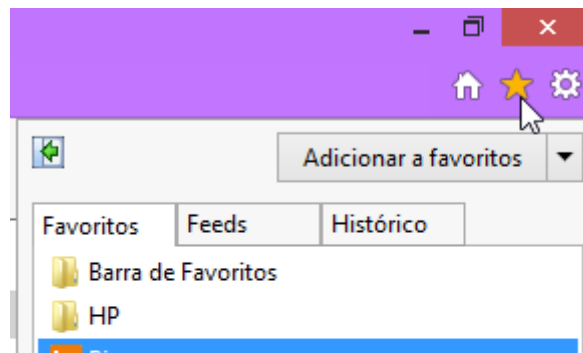 Adicionar a favoritos
Favoritos Feeds Histórico
Barra de Favoritos
HP